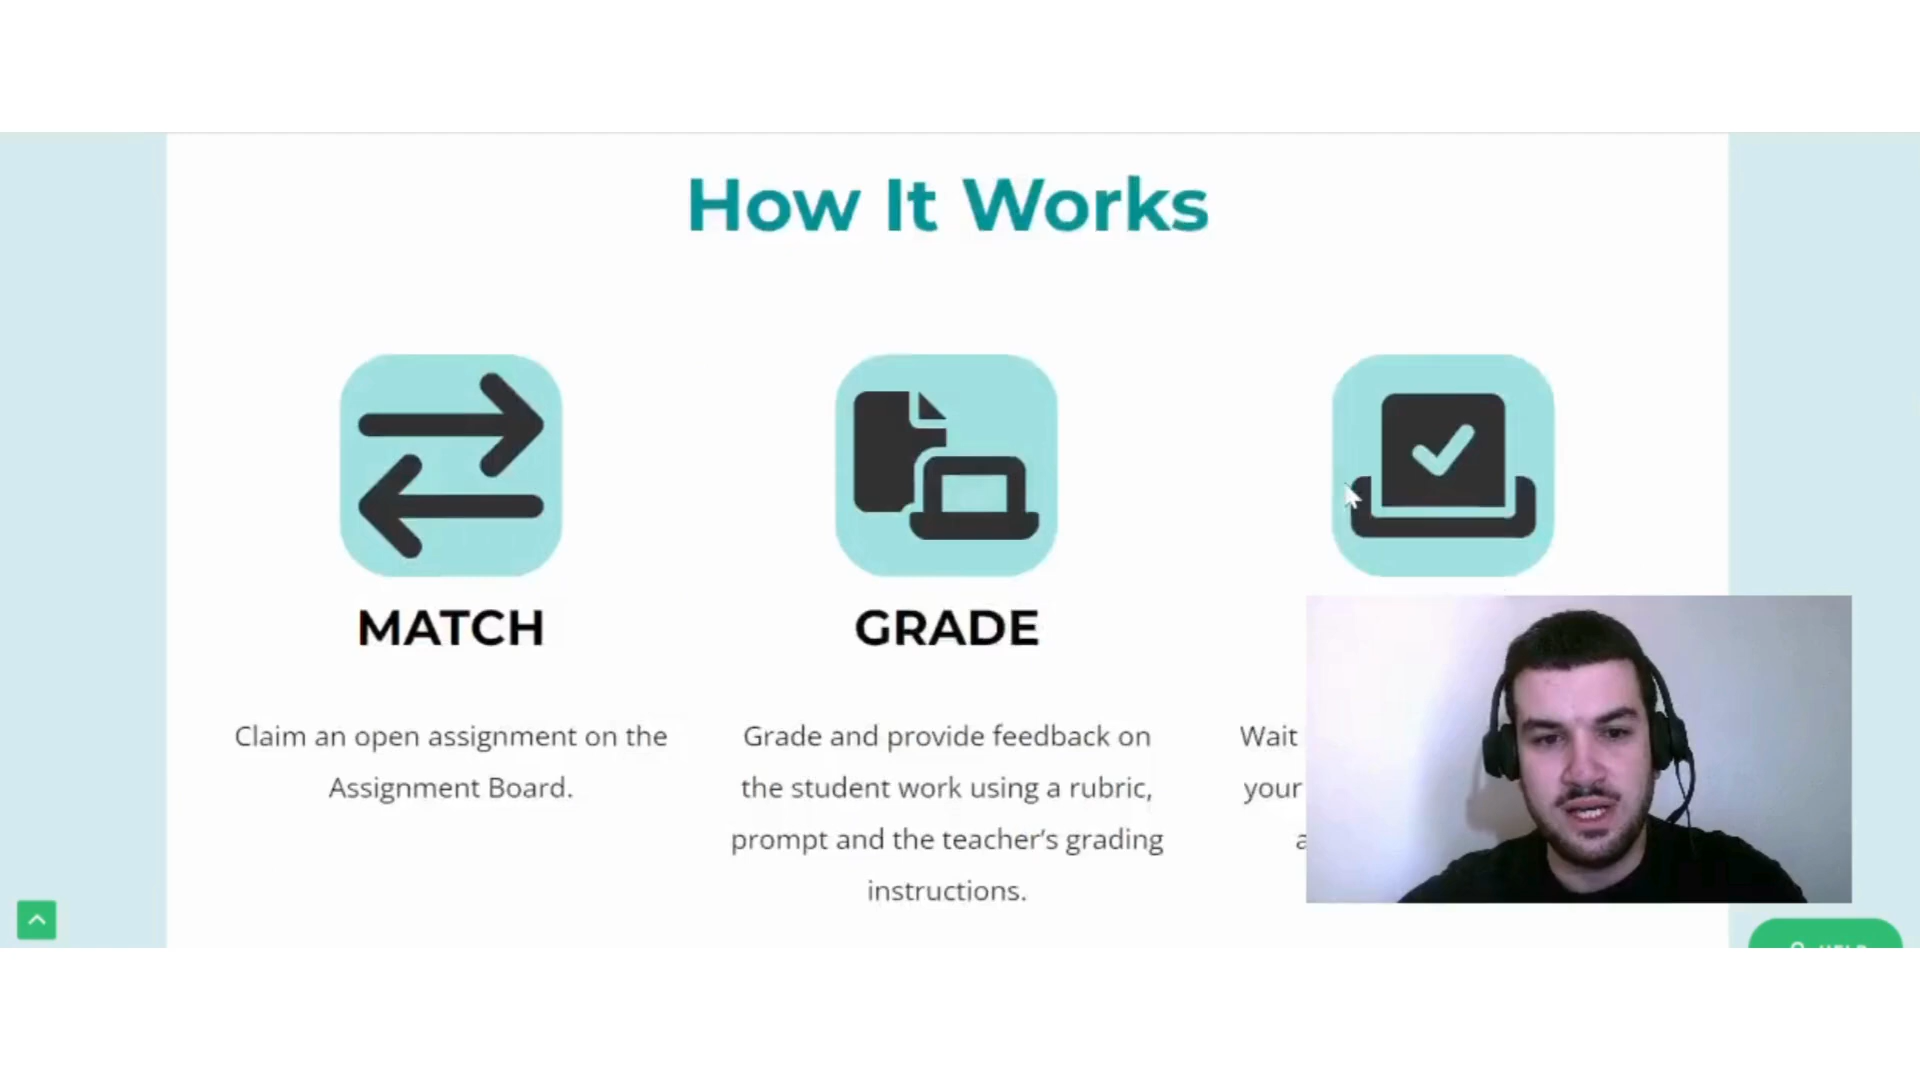 How It Works
MATCH
Claim an open assignment on the
Assignment Board.
GRADE
Grade and provide feedback on
the student work using a rubric,
prompt and the teacher's grading
instructions.
Wait
your